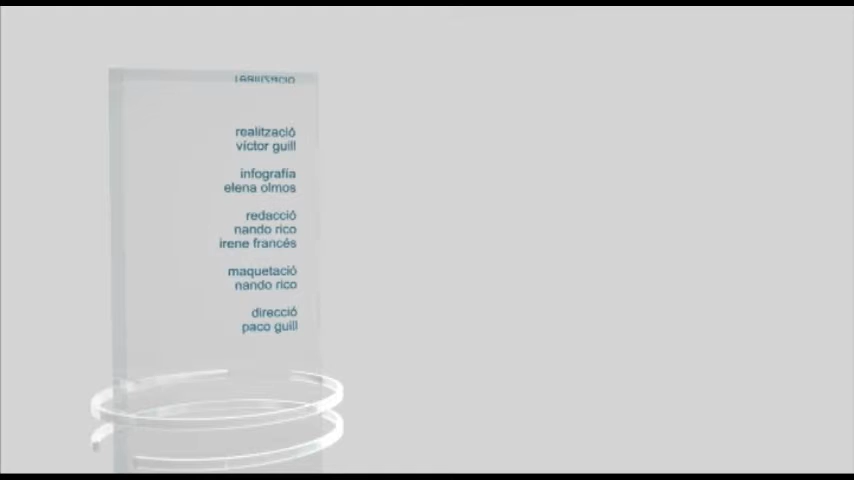 realització
víctor guill
infografía
elena olmos
redacció
nando rico
irene francés
maquetació
nando rico
direcció
paco guill